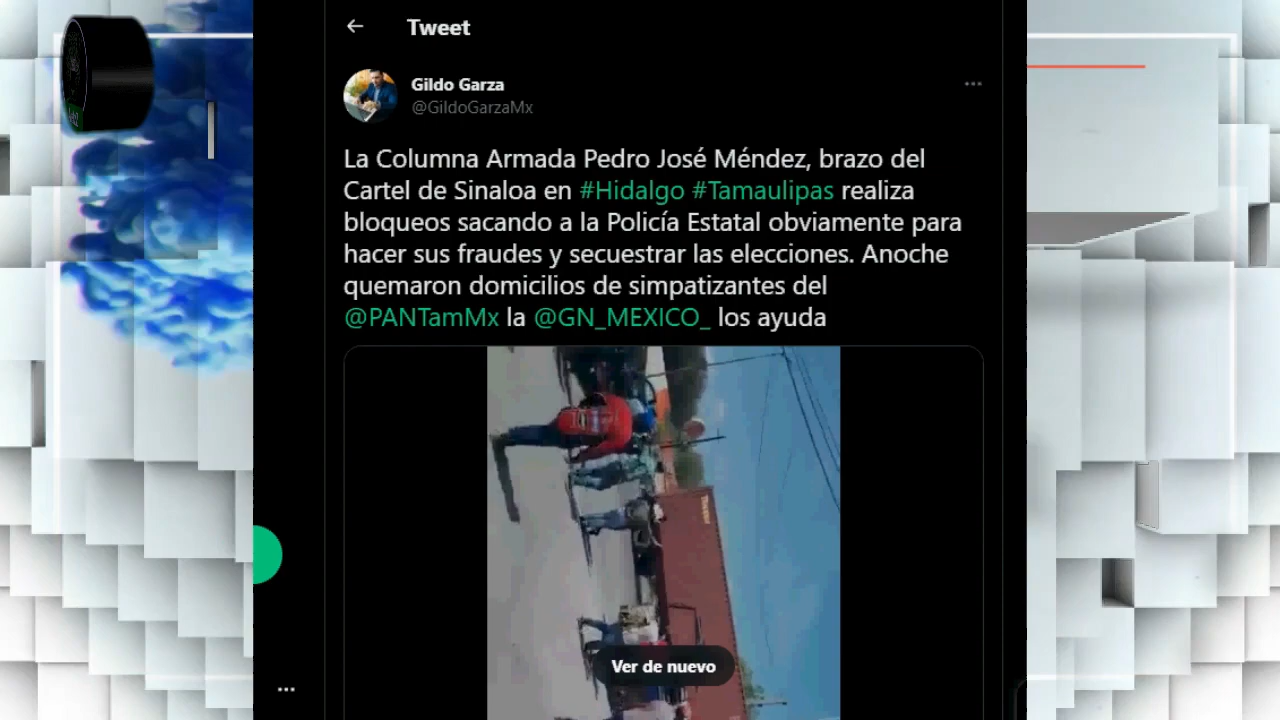 Tweet
Gildo Garza
@GildoGarzaMx
La Columna Armada Pedro José Méndez, brazo del
Cartel de Sinaloa en #Hidalgo #Tamaulipas realiza
bloqueos sacando a la Policía Estatal obviamente para
hacer sus fraudes y secuestrar las elecciones. Anoche
quemaron domicilios de simpatizantes del
@PANTamMx la @GN_MEXICO_ los ayuda
Ver de nuevo